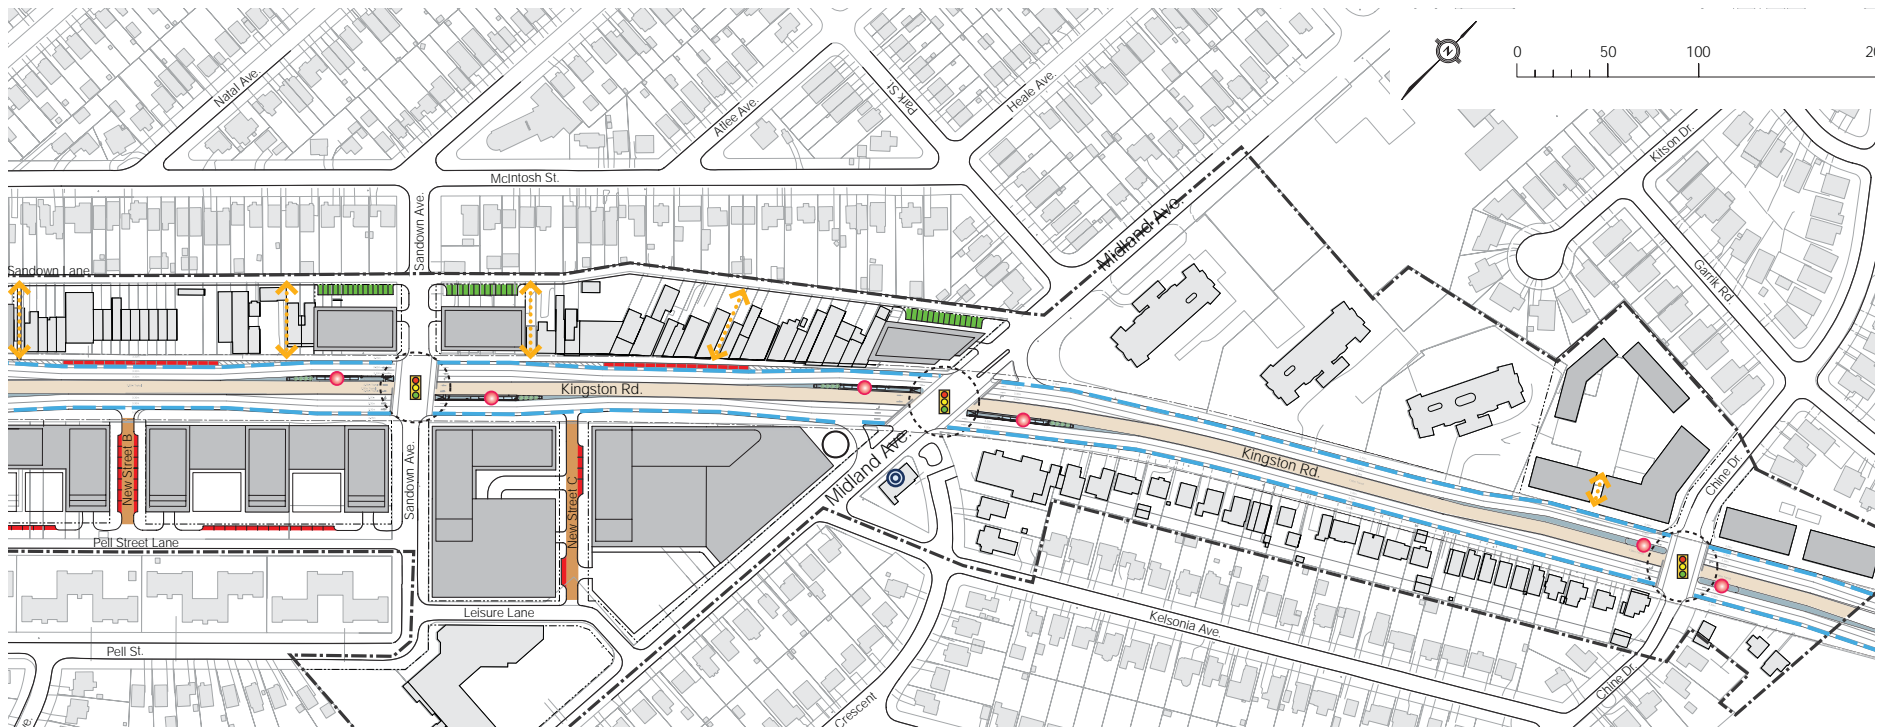 Natal Ave.
Atlee Ave.
Park St.
Heale Ave.
0 50 100
Kitson Dr.
McIntosh St.
Sandown Ave.
Midland Ave.
Sandown Lane
Garrik Rd.
Kingston Rd.
Kingston Rd.
New Street B
Sandown Ave.
New Street C
Midland Ave.
Chine Dr.
Pell Street Lane
Leisure Lane
Kelsonia Ave.
Pell St.
Chine Dr.
Crescent